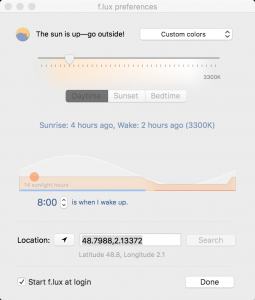 f.lux preferences
The sun is up—go outside! Custom colors
3300K
Daytime Sunset Bedtime
Sunrise: 4 hours ago, Wake: 2 hours ago (3300K)
14 sunlight hours
8:00 is when I wake up.
Location: 48.7988,2.13372 Search
Latitude 48.8, Longitude 2.1
Start f.lux at login Done